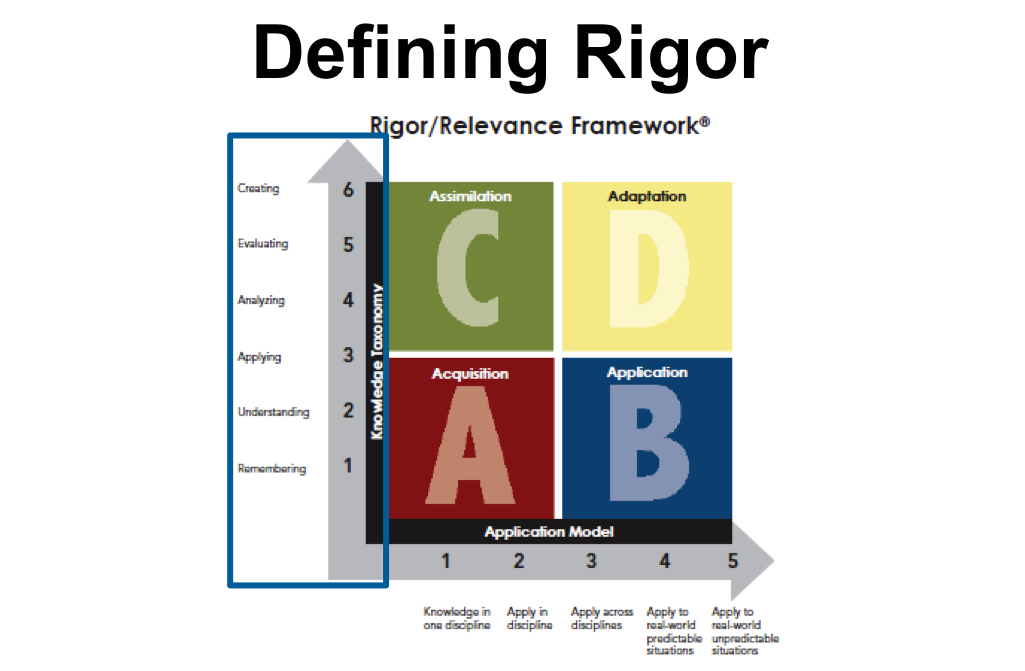 Defining Rigor
Rigor/Relevance Framework®
Creating
6
Evaluating
5
Analyzing
4
Applying
3
Understanding
2
Remembering
1
Knowledge Taxonomy
Assimilation
C
Adaptation
D
Acquisition
A
Application
B
Application Model
1 2 3 4 5
Knowledge in
one discipline
Apply in
discipline
Apply across
disciplines
Apply to
real-world
predictable
situations
Apply to
real-world
unpredictable
situations